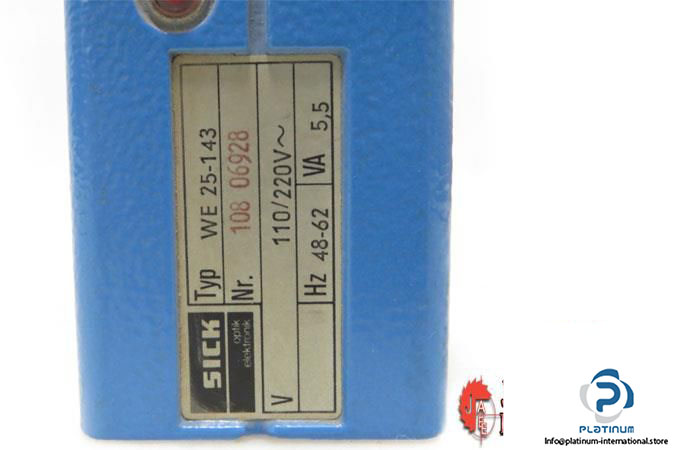 SICK
optik
elektronik
Typ WE 25-143
Nr. 108 06928
V 110/220V~
Hz 48-62 VA 5,5
PLATINUM
Info@platinum-international.store